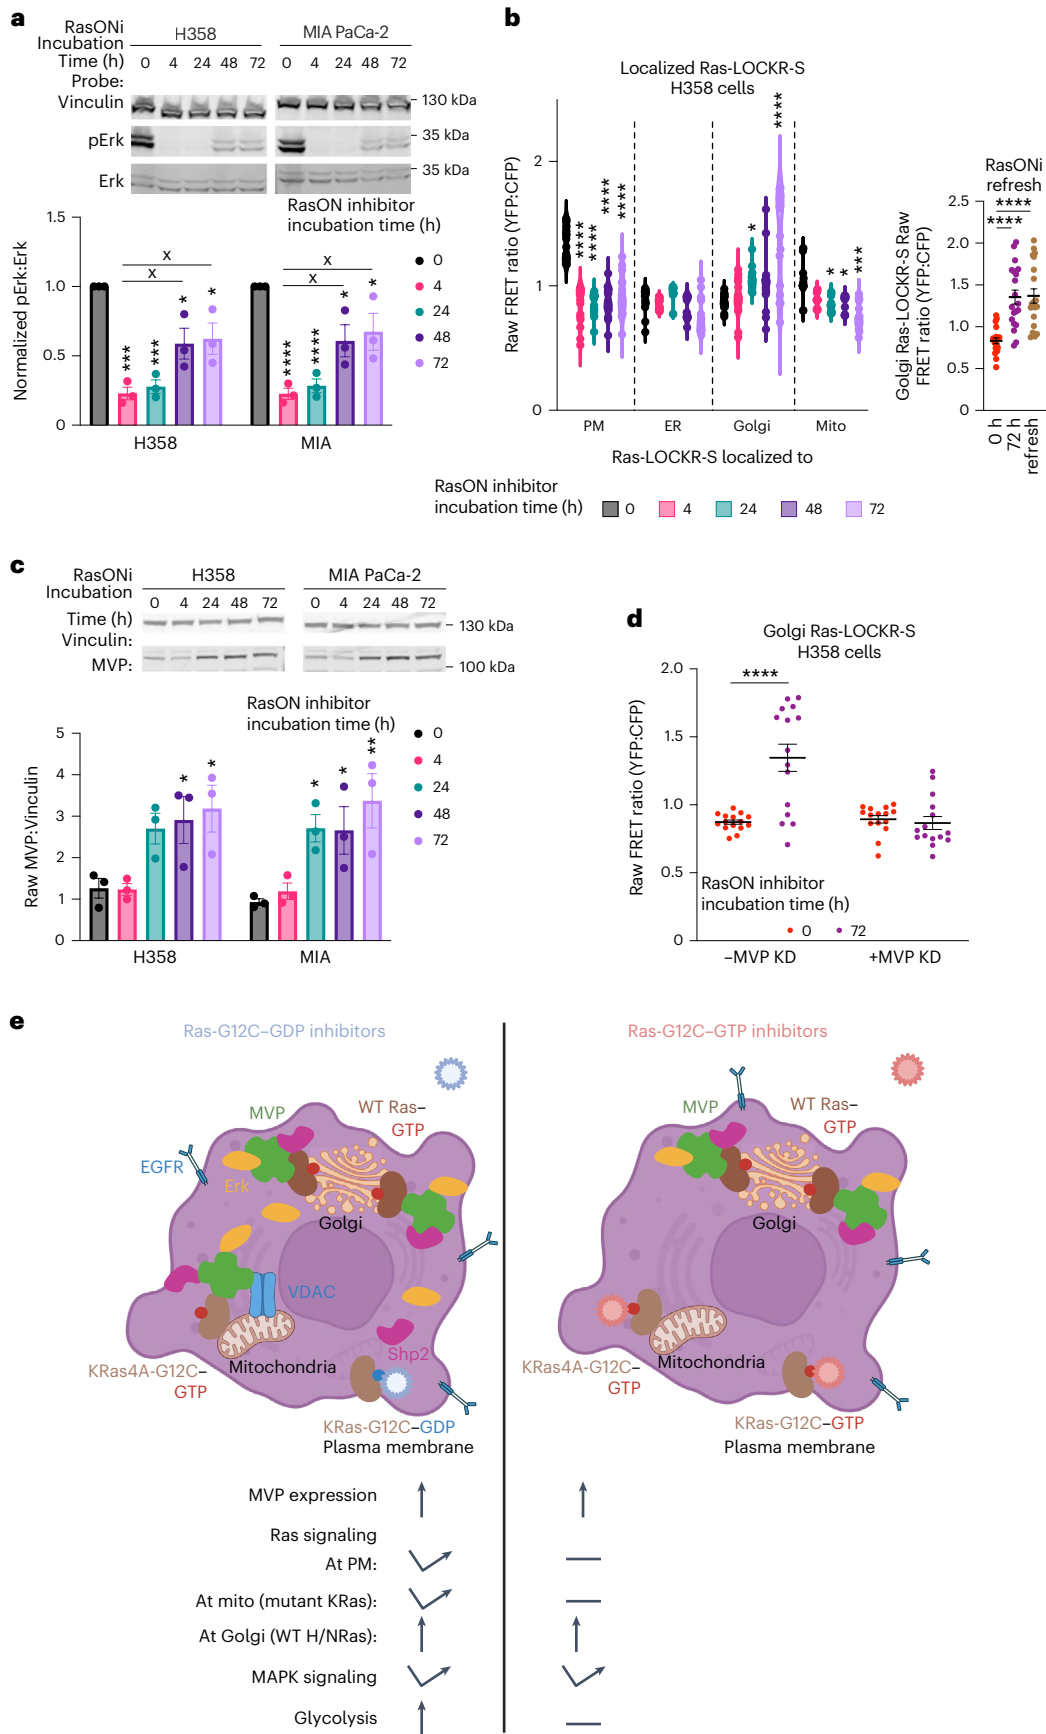 a
RasONi
Incubation
Time (h)
H358
MIA PaCa-2
0 4 24 48 72 0 4 24 48 72
Probe:
Vinculin
130 kDa
pErk
35 kDa
Erk
35 kDa
Normalized pErk:Erk
1.5
1.0
0.5
0
RasON inhibitor
incubation time (h)
0
4
24
48
72
x
x
x
x
*** *** * *
**** **** * *
H358
MIA
b
Localized Ras-LOCKR-S
H358 cells
Raw FRET ratio (YFP:CFP)
2
1
0
**** **** **** ****
*
****
* * ****
PM
ER
Golgi
Mito
Ras-LOCKR-S localized to
RasON inhibitor
incubation time (h)
0 4 24 48 72
RasONi
refresh
Golgi Ras-LOCKR-S Raw
FRET ratio (YFP:CFP)
2.5
2.0
1.5
1.0
0.5
0
****
****
0 h
72 h
refresh
c
RasONi
Incubation
Time (h)
H358
MIA PaCa-2
0 4 24 48 72 0 4 24 48 72
Vinculin:
130 kDa
MVP:
100 kDa
Raw MVP:Vinculin
5
4
3
2
1
0
RasON inhibitor
incubation time (h)
0
4
24
48
72
* *
* * **
H358
MIA
d
Golgi Ras-LOCKR-S
H358 cells
Raw FRET ratio (YFP:CFP)
2.0
1.5
1.0
0.5
0
****
RasON inhibitor
incubation time (h)
0 72
–MVP KD
+MVP KD
e
Ras-G12C–GDP inhibitors
MVP
WT Ras–
GTP
EGFR
Erk
Golgi
VDAC
Shp2
Mitochondria
KRas4A-G12C–
GTP
KRas-G12C–GDP
Plasma membrane
Ras-G12C–GTP inhibitors
MVP
WT Ras–
GTP
Golgi
Mitochondria
KRas4A-G12C–
GTP
KRas-G12C–GTP
Plasma membrane
MVP expression
Ras signaling
At PM:
At mito (mutant KRas):
At Golgi (WT H/NRas):
MAPK signaling
Glycolysis